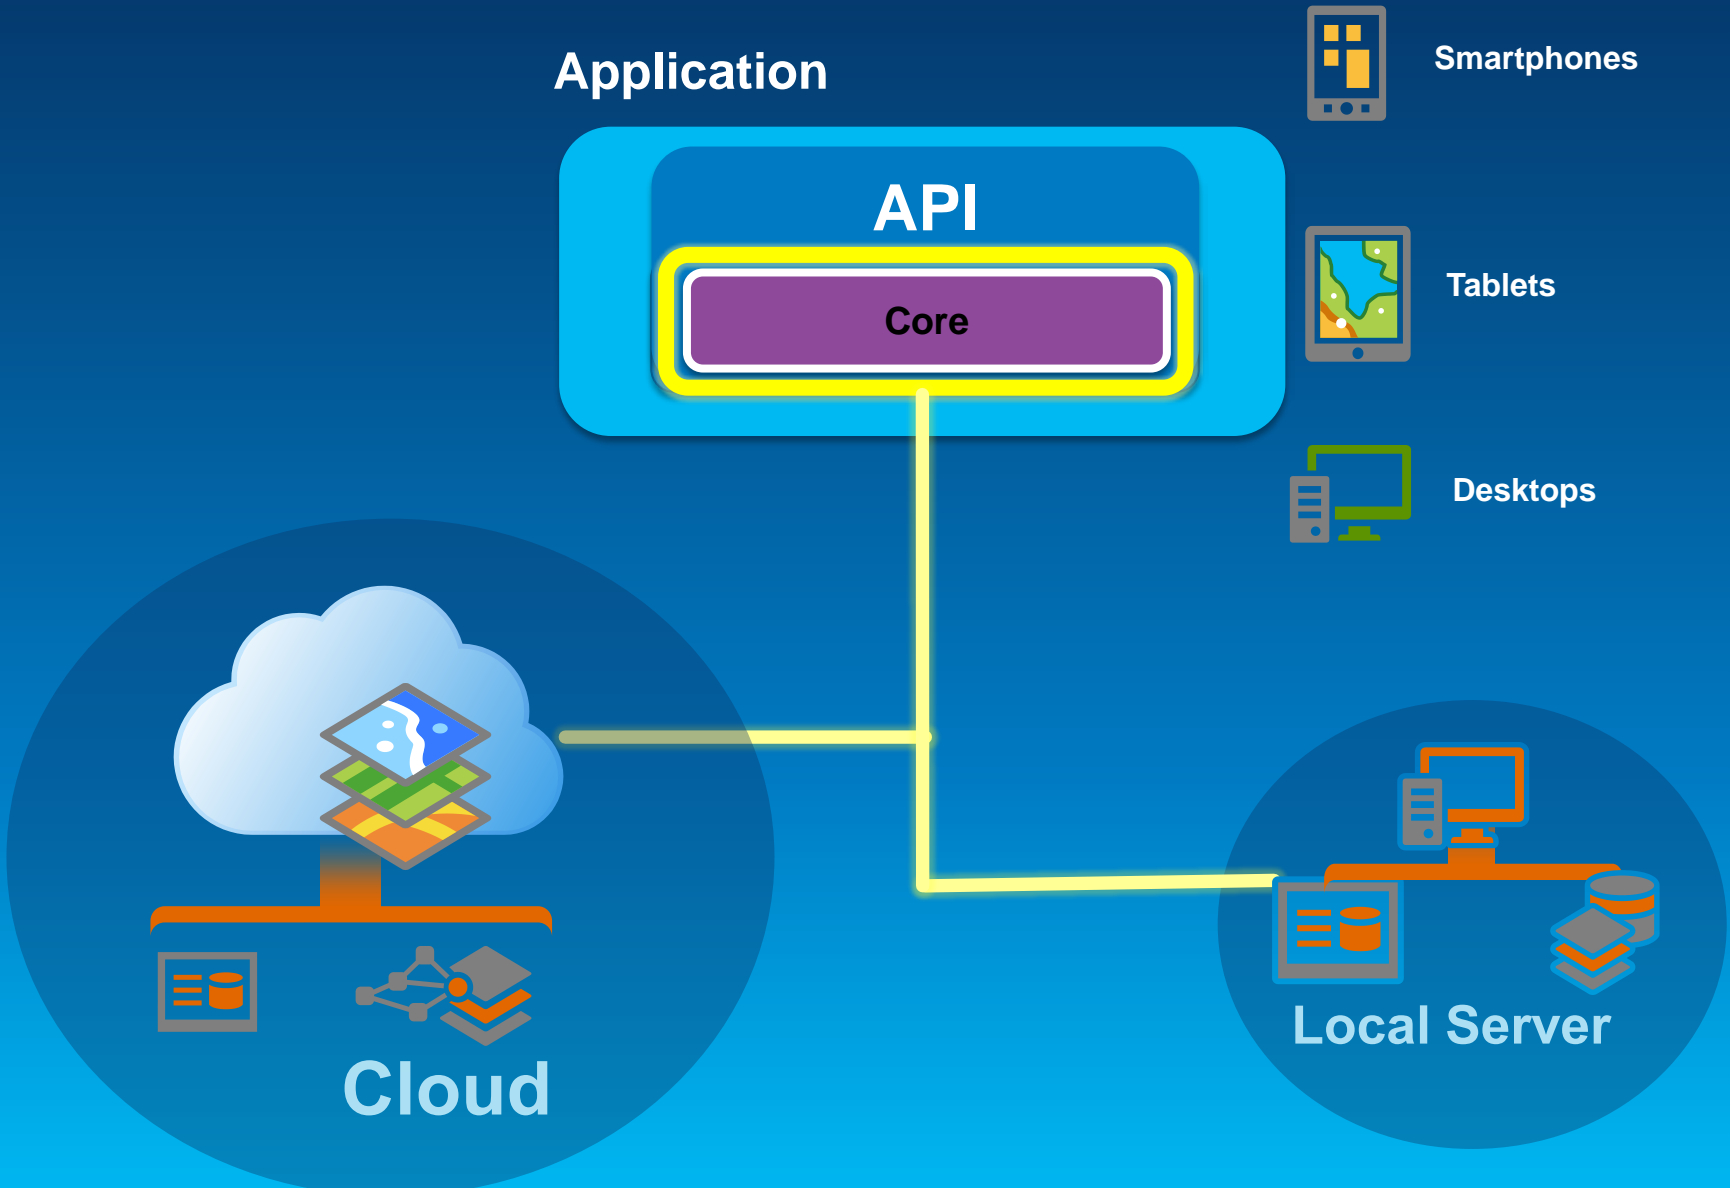 Application
Smartphones
API
Core
Tablets
Desktops
Cloud
Local Server